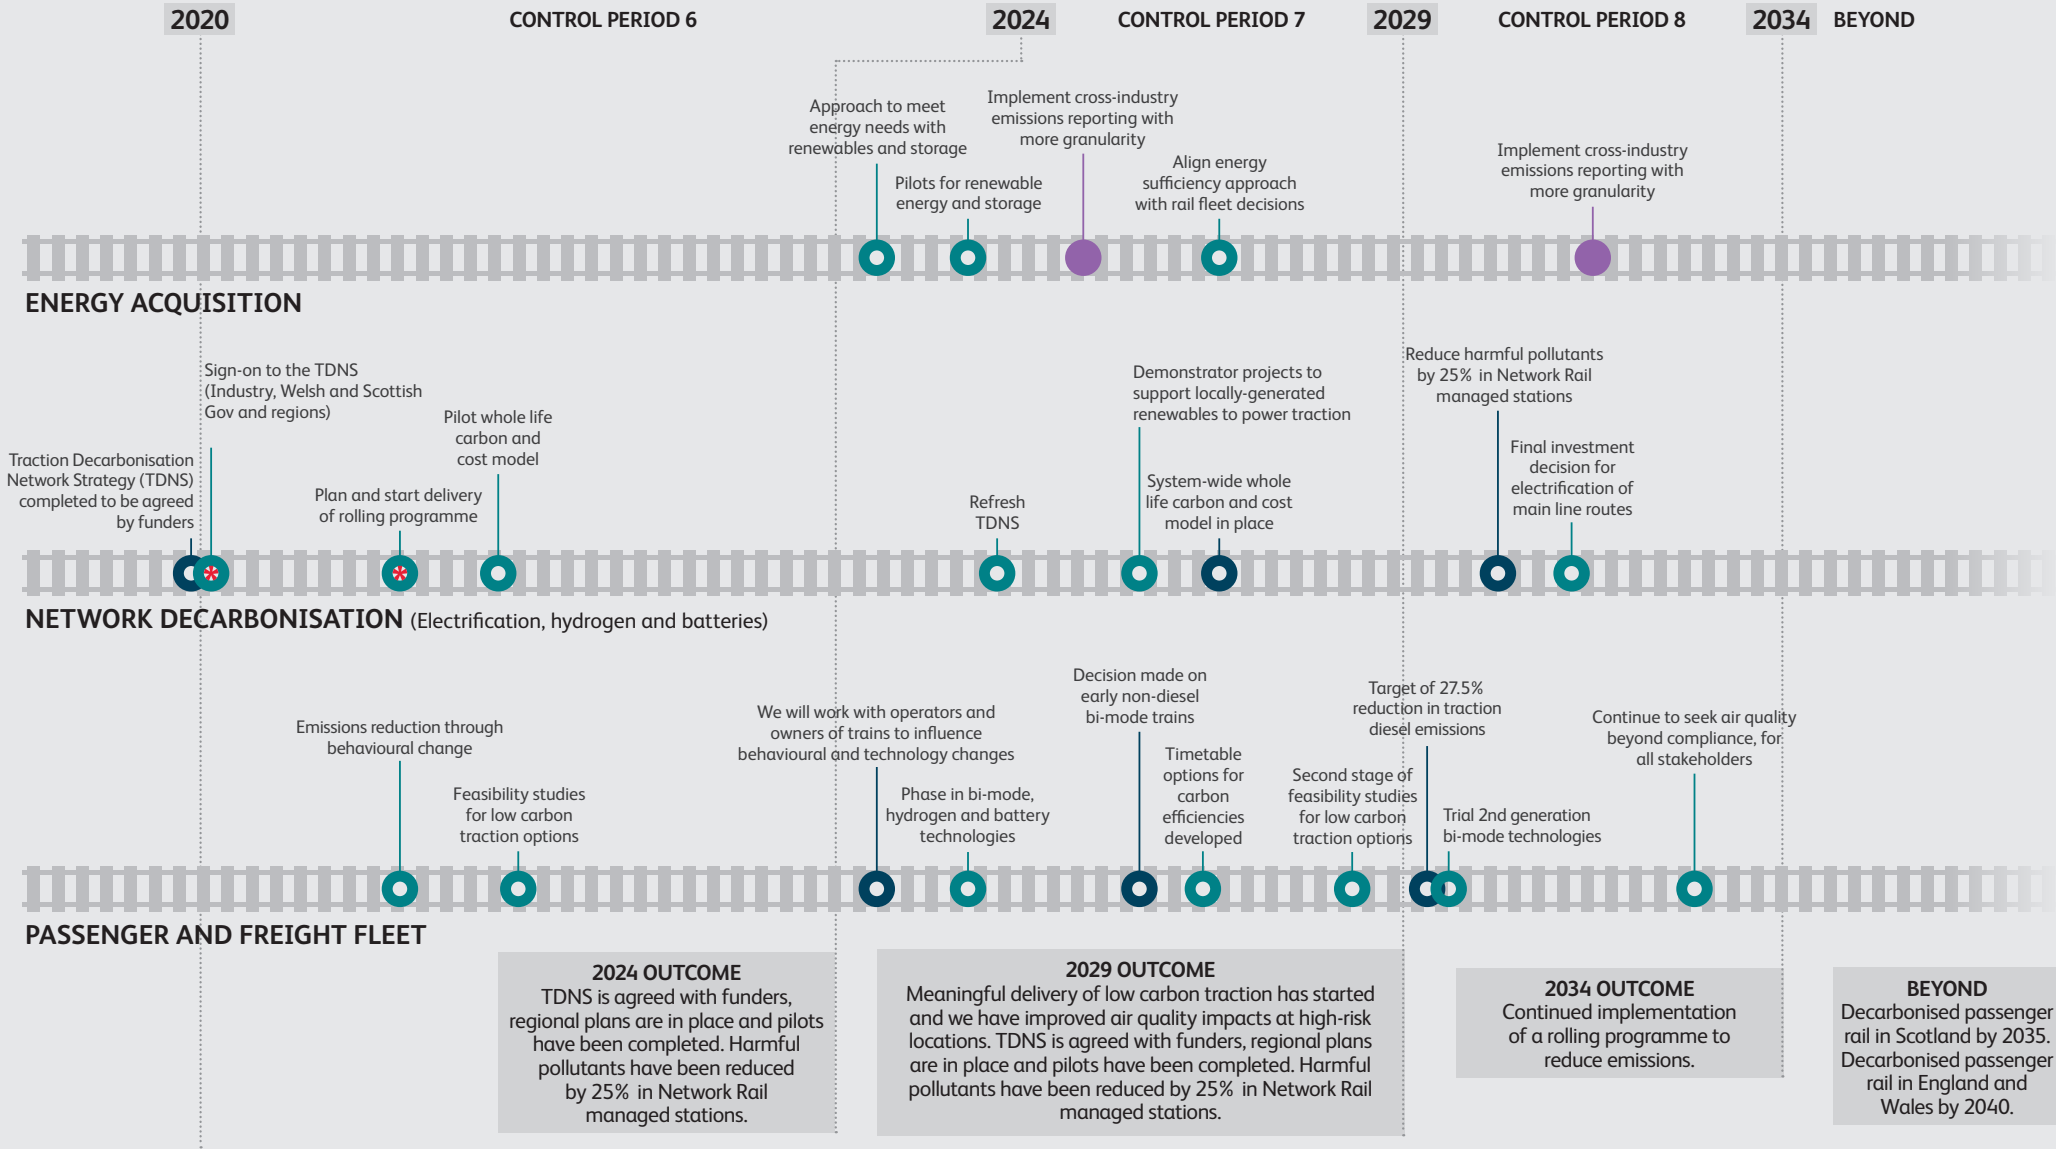 2020
CONTROL PERIOD 6
2024
CONTROL PERIOD 7
2029
CONTROL PERIOD 8
2034
BEYOND
Approach to meet
energy needs with
renewables and storage
Pilots for renewable
energy and storage
Implement cross-industry
emissions reporting with
more granularity
Align energy
sufficiency approach
with rail fleet decisions
Implement cross-industry
emissions reporting with
more granularity
ENERGY ACQUISITION
Traction Decarbonisation
Network Strategy (TDNS)
completed to be agreed
by funders
Sign-on to the TDNS
(Industry, Welsh and Scottish
Gov and regions)
Plan and start delivery
of rolling programme
Pilot whole life
carbon and
cost model
Refresh
TDNS
Demonstrator projects to
support locally-generated
renewables to power traction
System-wide whole
life carbon and cost
model in place
Reduce harmful pollutants
by 25% in Network Rail
managed stations
Final investment
decision for
electrification of
main line routes
NETWORK DECARBONISATION (Electrification, hydrogen and batteries)
Emissions reduction through
behavioural change
Feasibility studies
for low carbon
traction options
We will work with operators and
owners of trains to influence
behavioural and technology changes
Phase in bi-mode,
hydrogen and battery
technologies
Decision made on
early non-diesel
bi-mode trains
Timetable
options for
carbon
efficiencies
developed
Second stage of
feasibility studies
for low carbon
traction options
Target of 27.5%
reduction in traction
diesel emissions
Trial 2nd generation
bi-mode technologies
Continue to seek air quality
beyond compliance, for
all stakeholders
PASSENGER AND FREIGHT FLEET
2024 OUTCOME
TDNS is agreed with funders,
regional plans are in place and pilots
have been completed. Harmful
pollutants have been reduced
by 25% in Network Rail
managed stations.
2029 OUTCOME
Meaningful delivery of low carbon traction has started
and we have improved air quality impacts at high-risk
locations. TDNS is agreed with funders, regional plans
are in place and pilots have been completed. Harmful
pollutants have been reduced by 25% in Network Rail
managed stations.
2034 OUTCOME
Continued implementation
of a rolling programme to
reduce emissions.
BEYOND
Decarbonised passenger
rail in Scotland by 2035.
Decarbonised passenger
rail in England and
Wales by 2040.